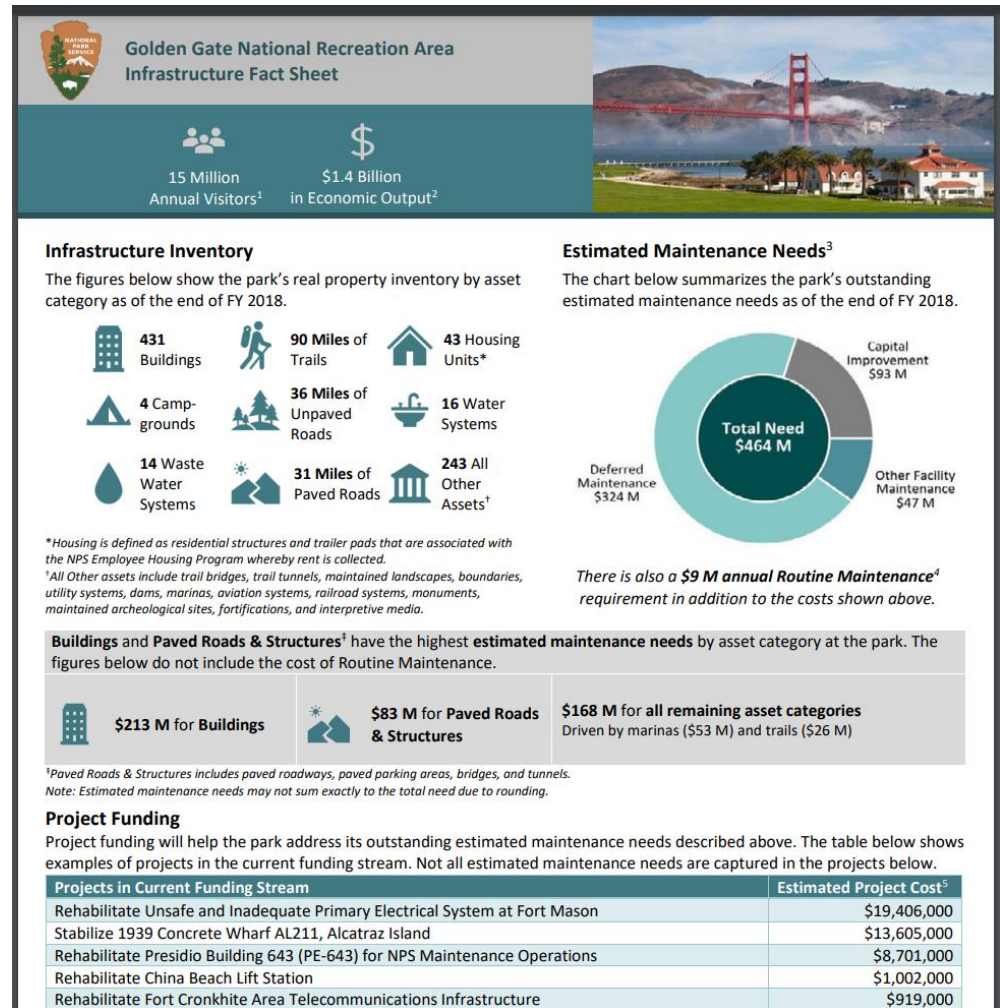 NATIONAL
PARK
SERVICE
Golden Gate National Recreation Area
Infrastructure Fact Sheet
15 Million
Annual Visitors¹
$
$1.4 Billion
in Economic Output²
Infrastructure Inventory
The figures below show the park's real property inventory by asset
category as of the end of FY 2018.
431
Buildings
90 Miles of
Trails
43 Housing
Units*
4 Camp-
grounds
36 Miles of
Unpaved
Roads
16 Water
Systems
14 Waste
Water
Systems
31 Miles of
Paved Roads
243 All
Other
Assets†
*Housing is defined as residential structures and trailer pads that are associated with
the NPS Employee Housing Program whereby rent is collected.
†All Other assets include trail bridges, trail tunnels, maintained landscapes, boundaries,
utility systems, dams, marinas, aviation systems, railroad systems, monuments,
maintained archeological sites, fortifications, and interpretive media.
Estimated Maintenance Needs³
The chart below summarizes the park's outstanding
estimated maintenance needs as of the end of FY 2018.
Capital
Improvement
$93 M
Total Need
$464 M
Deferred
Maintenance
$324 M
Other Facility
Maintenance
$47 M
There is also a $9 M annual Routine Maintenance⁴
requirement in addition to the costs shown above.
Buildings and Paved Roads & Structures‡ have the highest estimated maintenance needs by asset category at the park. The
figures below do not include the cost of Routine Maintenance.
$213 M for Buildings
$83 M for Paved Roads
& Structures
$168 M for all remaining asset categories
Driven by marinas ($53 M) and trails ($26 M)
‡Paved Roads & Structures includes paved roadways, paved parking areas, bridges, and tunnels.
Note: Estimated maintenance needs may not sum exactly to the total need due to rounding.
Project Funding
Project funding will help the park address its outstanding estimated maintenance needs described above. The table below shows
examples of projects in the current funding stream. Not all estimated maintenance needs are captured in the projects below.
Projects in Current Funding Stream Estimated Project Cost⁵
Rehabilitate Unsafe and Inadequate Primary Electrical System at Fort Mason $19,406,000
Stabilize 1939 Concrete Wharf AL211, Alcatraz Island $13,605,000
Rehabilitate Presidio Building 643 (PE-643) for NPS Maintenance Operations $8,701,000
Rehabilitate China Beach Lift Station $1,002,000
Rehabilitate Fort Cronkhite Area Telecommunications Infrastructure $919,000